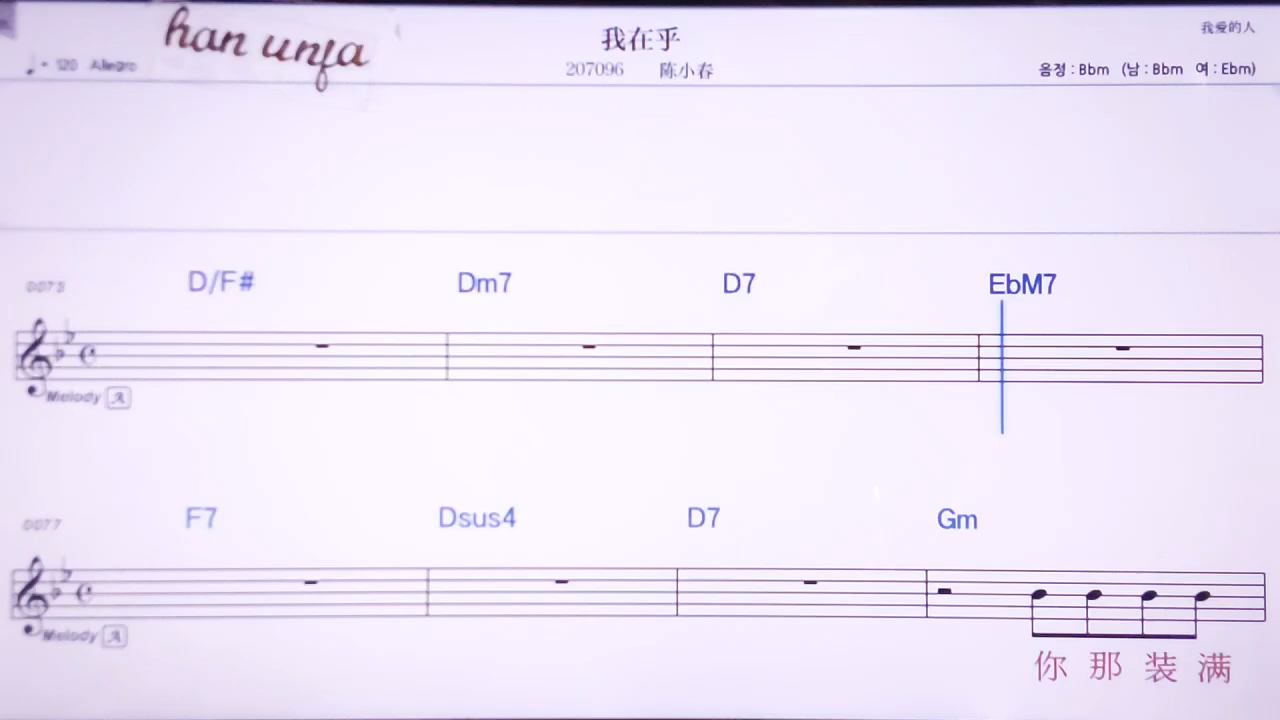 han unfa
我在乎
我爱的人
♩ = 120 Allegro
207096 陈小春
음정 : Bbm (남 : Bbm 여 : Ebm)
0073 D/F# Dm7 D7 EbM7
Melody
0077 F7 Dsus4 D7 Gm
Melody
你 那 装 满